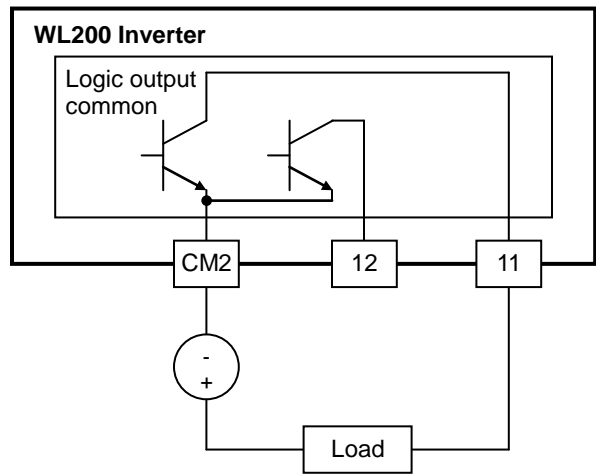 WL200 Inverter
Logic output
common
CM2
12
11
-
+
Load